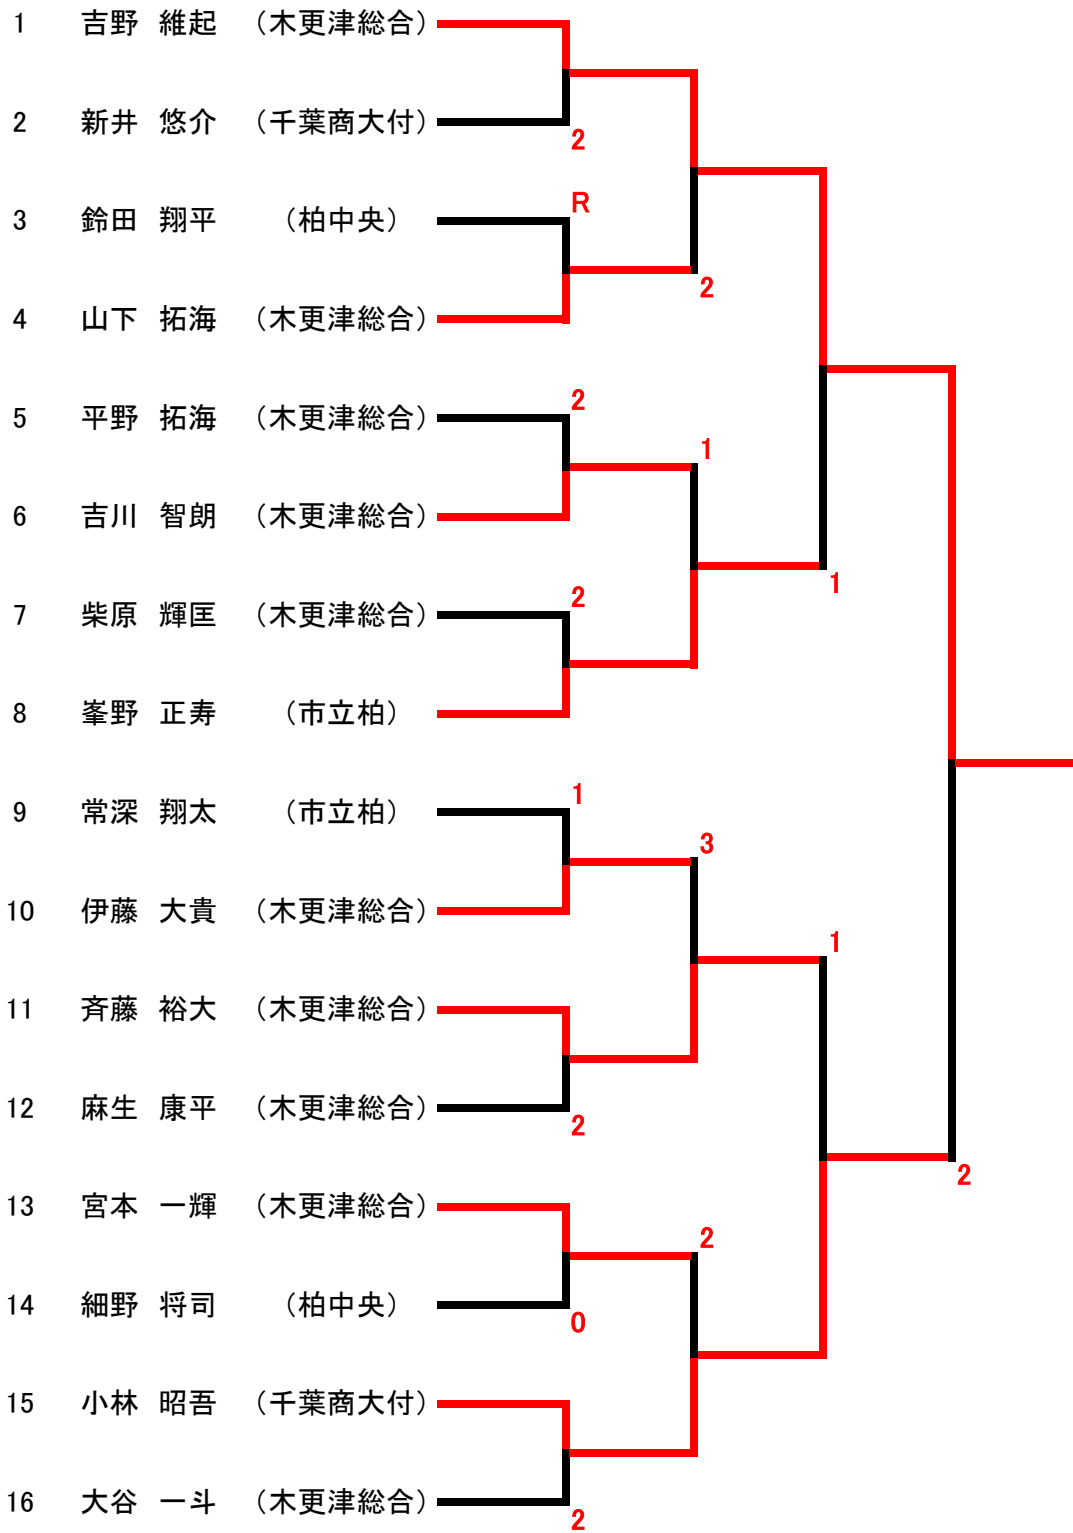 1 吉野 維起 （木更津総合）
2 新井 悠介 （千葉商大付）
2
R
3 鈴田 翔平 （柏中央）
2
4 山下 拓海 （木更津総合）
2
5 平野 拓海 （木更津総合）
1
6 吉川 智朗 （木更津総合）
1
2
7 柴原 輝匡 （木更津総合）
8 峯野 正寿 （市立柏）
1
9 常深 翔太 （市立柏）
3
10 伊藤 大貴 （木更津総合）
1
11 斉藤 裕大 （木更津総合）
12 麻生 康平 （木更津総合）
2
2
13 宮本 一輝 （木更津総合）
2
14 細野 将司 （柏中央）
0
15 小林 昭吾 （千葉商大付）
16 大谷 一斗 （木更津総合）
2